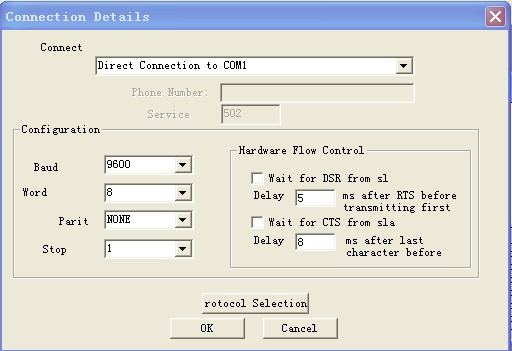 Connection Details
Connect
Direct Connection to COM1
Phone Number:
Service
502
Configuration
Baud
9600
Word
8
Parit
NONE
Stop
1
Hardware Flow Control
Wait for DSR from sl
Delay 5 ms after RTS before
transmitting first
Wait for CTS from sla
Delay 8 ms after last
character before
rotocol Selection
OK
Cancel